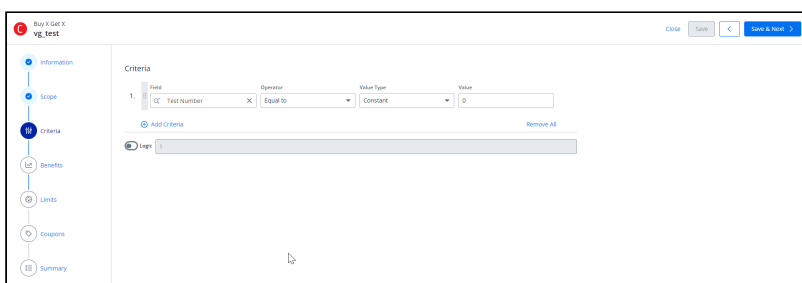 Buy X Get X
vg_test
Close Save Save & Next
Information
Scope
Criteria
Benefits
Limits
Coupons
Summary
Criteria
Field Operator Value Type Value
1. Test Number Equal to Constant 0
Add Criteria Remove All
Logic 1